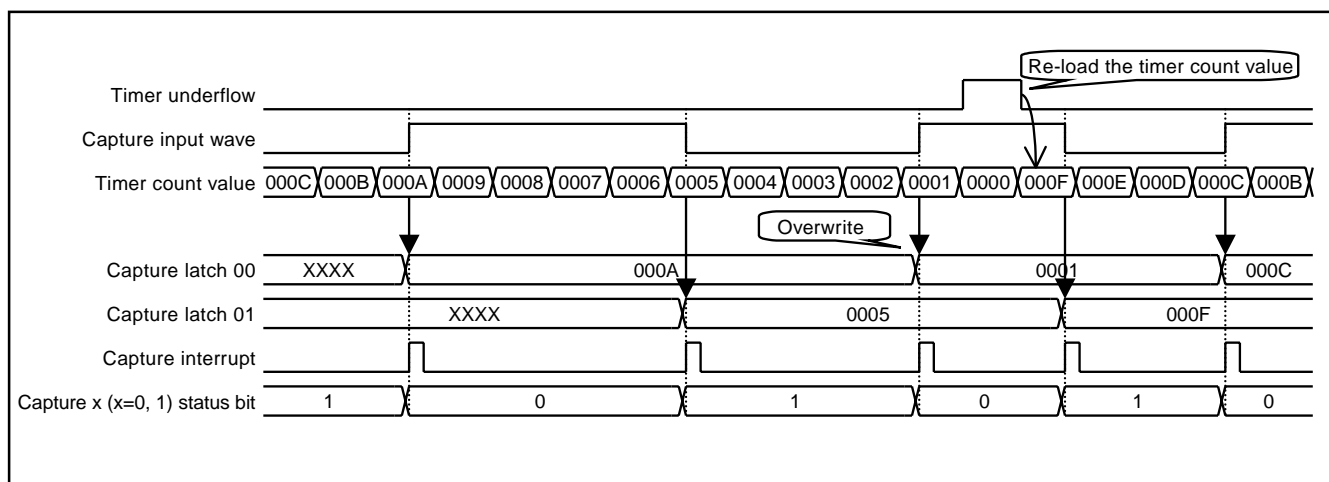 Re-load the timer count value
Timer underflow
Capture input wave
Timer count value 000C 000B 000A 0009 0008 0007 0006 0005 0004 0003 0002 0001 0000 000F 000E 000D 000C 000B
Overwrite
Capture latch 00 XXXX 000A 0001 000C
Capture latch 01 XXXX 0005 000F
Capture interrupt
Capture x (x=0, 1) status bit 1 0 1 0 1 0